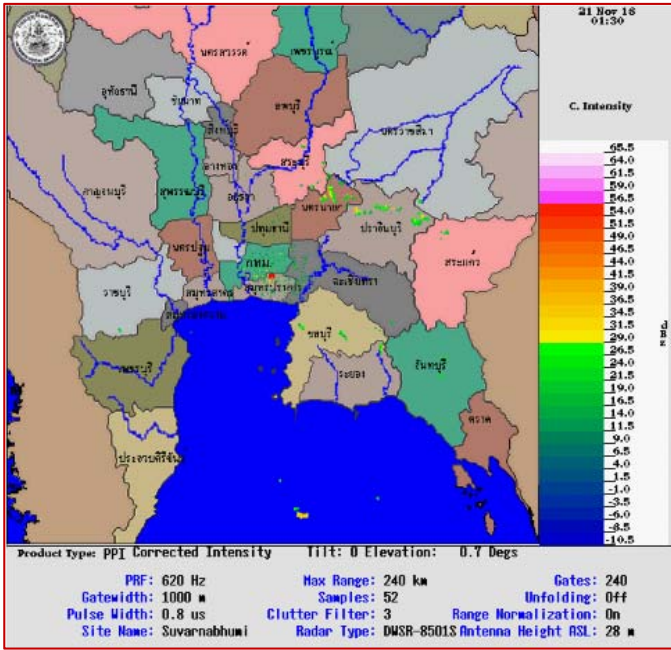 21 Nov 16
01:30
C. Intensity
นครสวรรค์
เพชรบูรณ์
อุทัยธานี
ชัยนาท
ลพบุรี
สิงห์บุรี
นครราชสีมา
อ่างทอง
สระบุรี
กาญจนบุรี
สุพรรณบุรี
อยุธยา
นครนายก
ปราจีนบุรี
ปทุมธานี
นครปฐม
สระแก้ว
กทม.
ฉะเชิงเทรา
ราชบุรี
สมุทรสาคร
สมุทรปราการ
สมุทรสงคราม
ชลบุรี
เพชรบุรี
ระยอง
จันทบุรี
ตราด
ประจวบคีรีขันธ์
65.5
64.0
61.5
59.0
56.5
54.0
51.5
49.0
46.5
44.0
41.5
39.0
36.5
34.0
31.5
29.0
26.5
24.0
21.5
19.0
16.5
14.0
11.5
9.0
6.5
4.0
1.5
-1.0
-3.5
-6.0
-8.5
-10.5
Product Type: PPI Corrected Intensity Tilt: 0 Elevation: 0.7 Degs
PRF: 620 Hz Max Range: 240 km Gates: 240
Gatewidth: 1000 m Samples: 52 Unfolding: Off
Pulse Width: 0.8 us Clutter Filter: 3 Range Normalization: On
Site Name: Suvarnabhumi Radar Type: DWSR-8501S Antenna Height ASL: 28 m